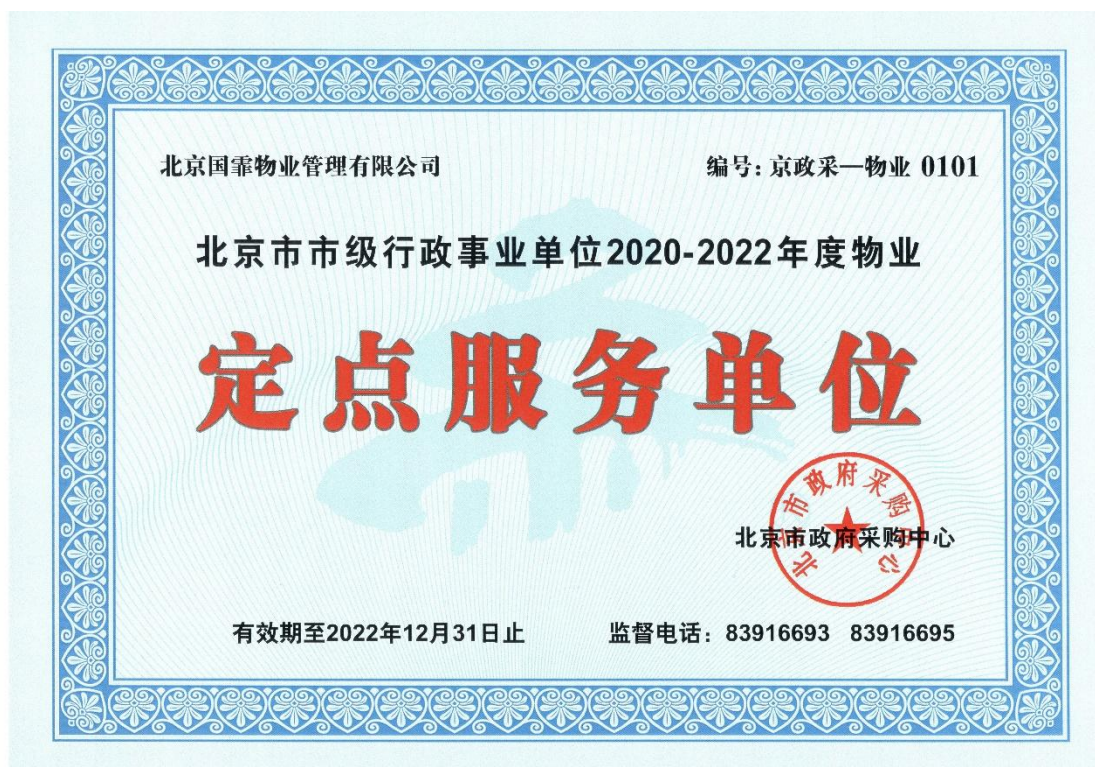 北京国霏物业管理有限公司 编号:京政采—物业 0101
北京市市级行政事业单位2020-2022年度物业
定点服务单位
北京市政府采购中心
北京市政府采购中心
有效期至2022年12月31日止 监督电话:83916693 83916695